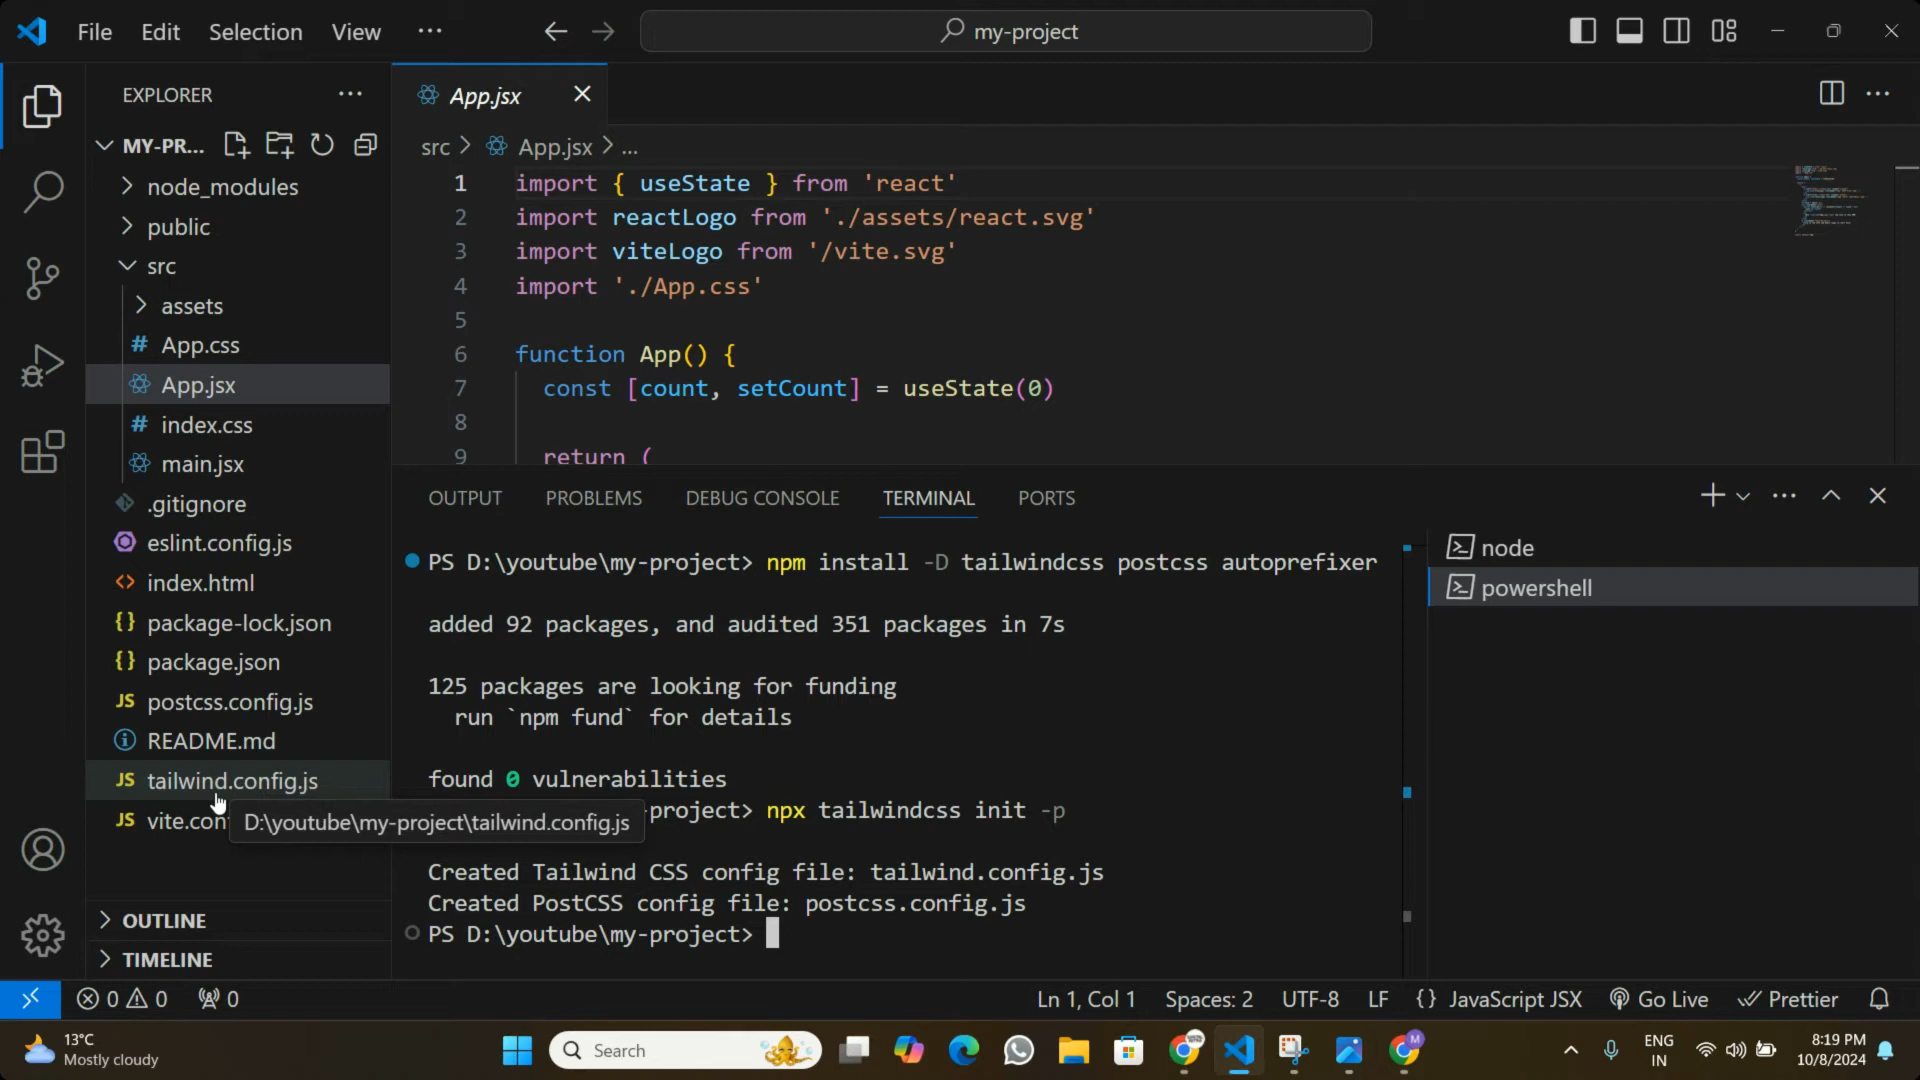 File Edit Selection View ...
my-project
EXPLORER
MY-PR...
node_modules
public
src
assets
App.css
App.jsx
index.css
main.jsx
.gitignore
eslint.config.js
index.html
package-lock.json
package.json
postcss.config.js
README.md
tailwind.config.js
vite.con
D:\youtube\my-project\tailwind.config.js
OUTLINE
TIMELINE
App.jsx
src > App.jsx > ...
1 import { useState } from 'react'
2 import reactLogo from './assets/react.svg'
3 import viteLogo from '/vite.svg'
4 import './App.css'
5
6 function App() {
7 const [count, setCount] = useState(0)
8
9 return (
OUTPUT PROBLEMS DEBUG CONSOLE TERMINAL PORTS
PS D:\youtube\my-project> npm install -D tailwindcss postcss autoprefixer
added 92 packages, and audited 351 packages in 7s
125 packages are looking for funding
run `npm fund` for details
found 0 vulnerabilities
-project> npx tailwindcss init -p
Created Tailwind CSS config file: tailwind.config.js
Created PostCSS config file: postcss.config.js
PS D:\youtube\my-project>
node
powershell
0 0 0
Ln 1, Col 1 Spaces: 2 UTF-8 LF {} JavaScript JSX Go Live Prettier
13°C
Mostly cloudy
Search
ENG
IN
8:19 PM
10/8/2024